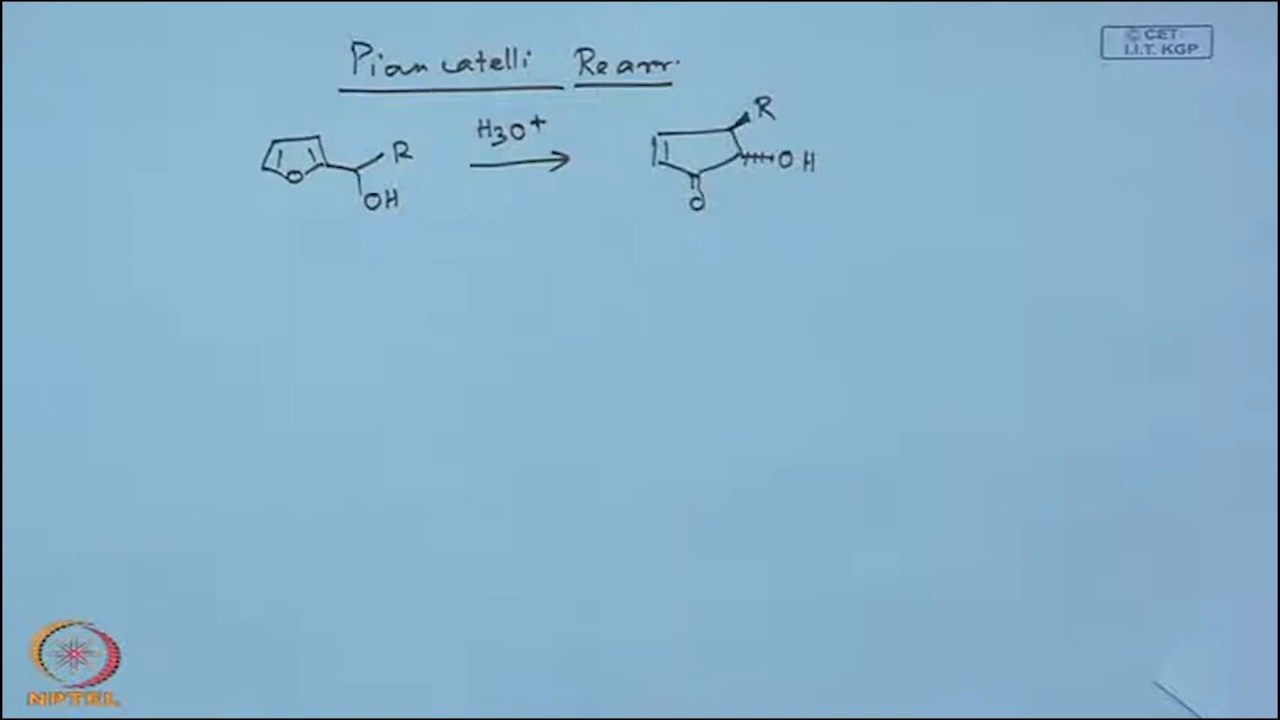 © CET
I.I.T. KGP
Piancatelli Rearr.
H3O+
R
O
OH
R
OH
O
NPTEL